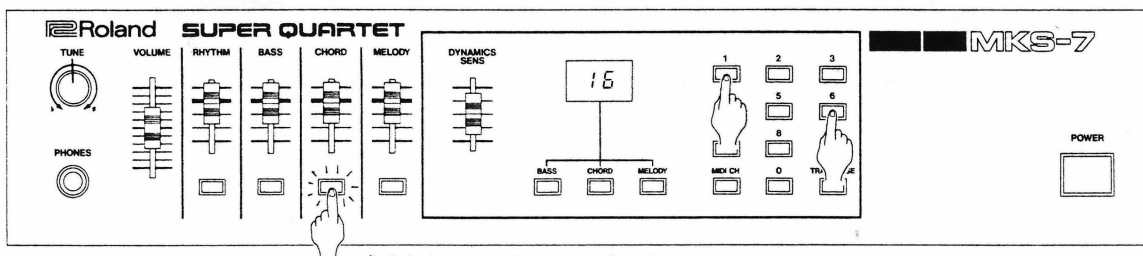 Roland SUPER QUARTET
MKS-7
TUNE VOLUME RHYTHM BASS CHORD MELODY DYNAMICS SENS
16
1 2 3
5 6
8
PHONES
POWER
BASS CHORD MELODY MIDI CH 0